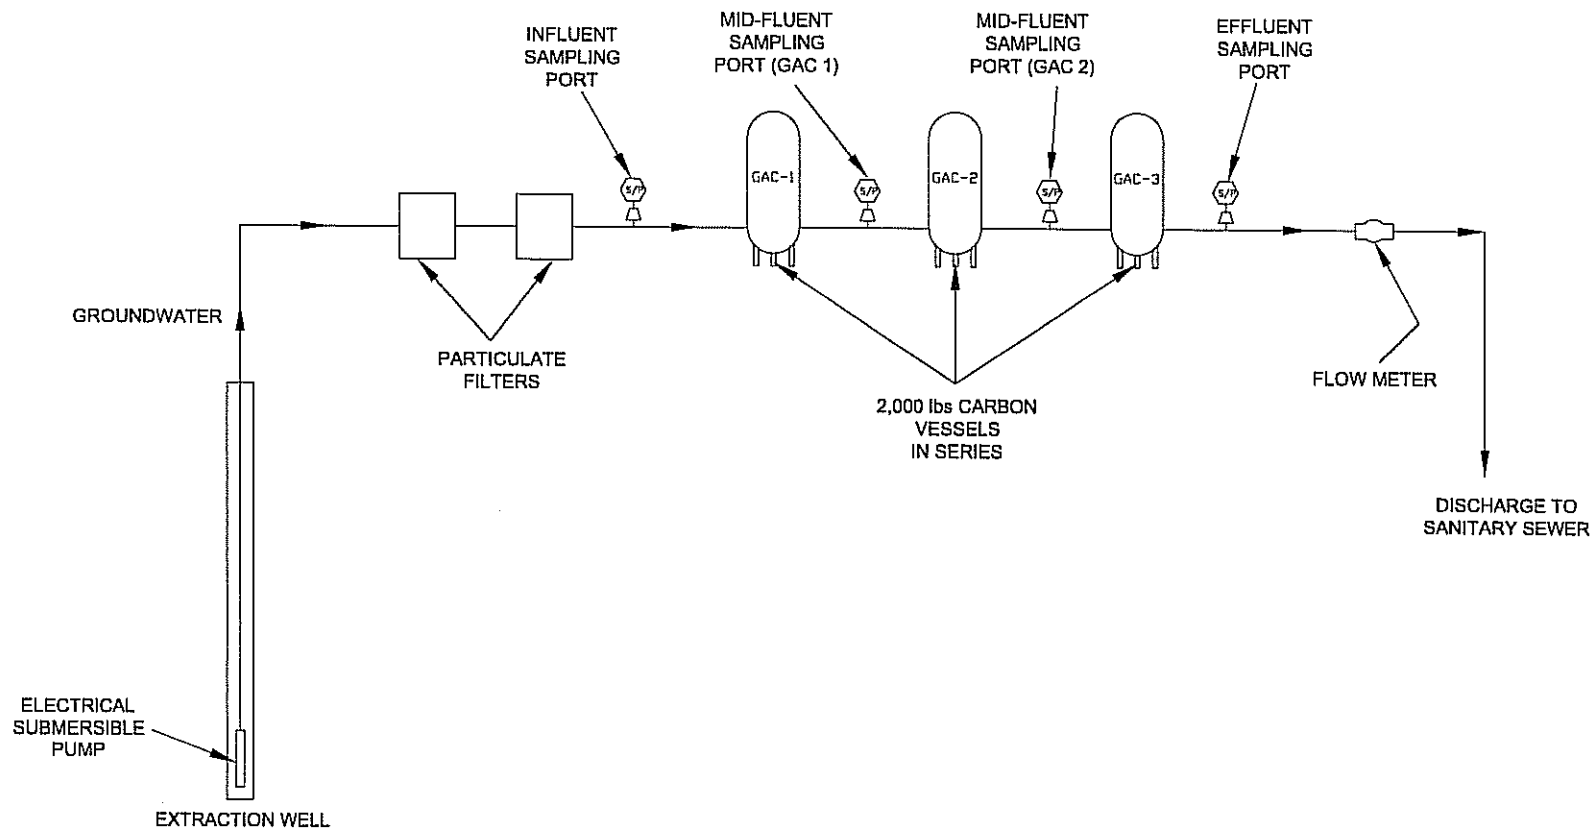 INFLUENT
SAMPLING
PORT
MID-FLUENT
SAMPLING
PORT (GAC 1)
MID-FLUENT
SAMPLING
PORT (GAC 2)
EFFLUENT
SAMPLING
PORT
S/P
GAC-1
S/P
GAC-2
S/P
GAC-3
S/P
GROUNDWATER
PARTICULATE
FILTERS
2,000 lbs CARBON
VESSELS
IN SERIES
FLOW METER
DISCHARGE TO
SANITARY SEWER
ELECTRICAL
SUBMERSIBLE
PUMP
EXTRACTION WELL